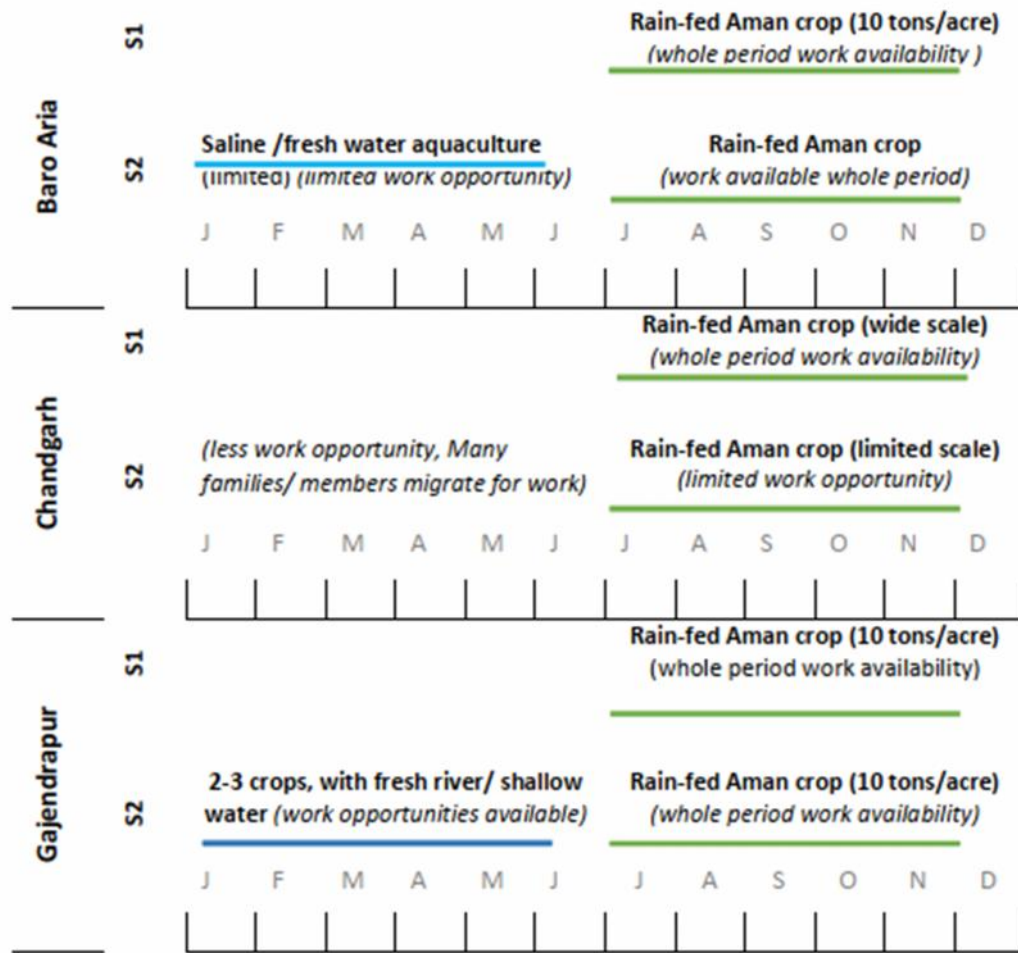 Baro Aria
S1
Rain-fed Aman crop (10 tons/acre)
(whole period work availability )
S2
Saline /fresh water aquaculture
(limited) (limited work opportunity)
Rain-fed Aman crop
(work available whole period)
J F M A M J J A S O N D
Chandgarh
S1
Rain-fed Aman crop (wide scale)
(whole period work availability)
S2
(less work opportunity, Many
families/ members migrate for work)
Rain-fed Aman crop (limited scale)
(limited work opportunity)
J F M A M J J A S O N D
Gajendrapur
S1
Rain-fed Aman crop (10 tons/acre)
(whole period work availability)
S2
2-3 crops, with fresh river/ shallow
water (work opportunities available)
Rain-fed Aman crop (10 tons/acre)
(whole period work availability)
J F M A M J J A S O N D